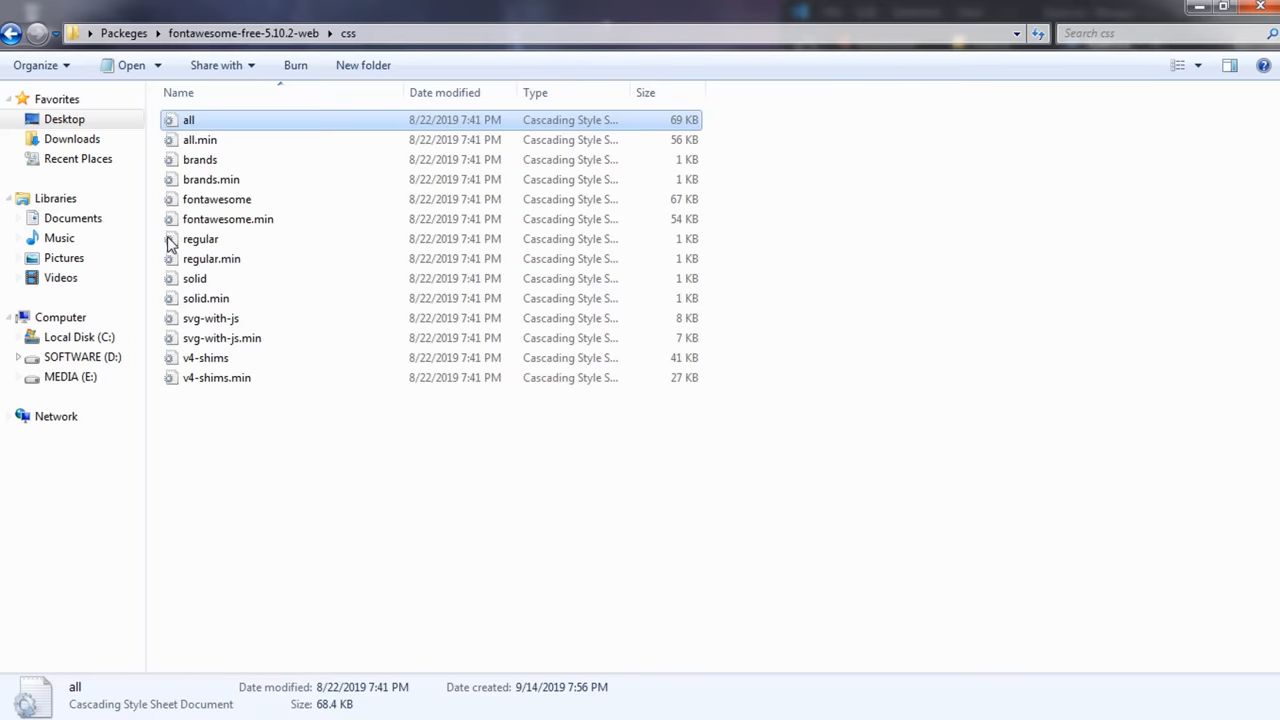 Packeges fontawesome-free-5.10.2-web css Search css
Organize Open Share with Burn New folder
Name Date modified Type Size
Favorites
Desktop
Downloads
Recent Places
Libraries
Documents
Music
Pictures
Videos
Computer
Local Disk (C:)
SOFTWARE (D:)
MEDIA (E:)
Network
all 8/22/2019 7:41 PM Cascading Style S... 69 KB
all.min 8/22/2019 7:41 PM Cascading Style S... 56 KB
brands 8/22/2019 7:41 PM Cascading Style S... 1 KB
brands.min 8/22/2019 7:41 PM Cascading Style S... 1 KB
fontawesome 8/22/2019 7:41 PM Cascading Style S... 67 KB
fontawesome.min 8/22/2019 7:41 PM Cascading Style S... 54 KB
regular 8/22/2019 7:41 PM Cascading Style S... 1 KB
regular.min 8/22/2019 7:41 PM Cascading Style S... 1 KB
solid 8/22/2019 7:41 PM Cascading Style S... 1 KB
solid.min 8/22/2019 7:41 PM Cascading Style S... 1 KB
svg-with-js 8/22/2019 7:41 PM Cascading Style S... 8 KB
svg-with-js.min 8/22/2019 7:41 PM Cascading Style S... 7 KB
v4-shims 8/22/2019 7:41 PM Cascading Style S... 41 KB
v4-shims.min 8/22/2019 7:41 PM Cascading Style S... 27 KB
all Date modified: 8/22/2019 7:41 PM Date created: 9/14/2019 7:56 PM
Cascading Style Sheet Document Size: 68.4 KB